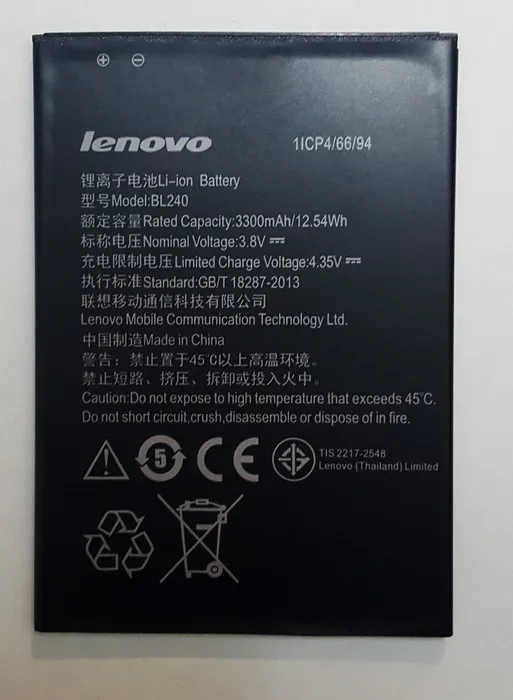 ⊕ ⊖
lenovo 1ICP4/66/94
锂离子电池Li-ion Battery
型号Model:BL240
额定容量Rated Capacity:3300mAh/12.54Wh
标称电压Nominal Voltage:3.8V⎓
充电限制电压Limited Charge Voltage:4.35V⎓
执行标准Standard:GB/T 18287-2013
联想移动通信科技有限公司
Lenovo Mobile Communication Technology Ltd.
中国制造Made in China
警告：禁止置于45℃以上高温环境。
禁止短路、挤压、拆卸或投入火中。
Caution:Do not expose to high temperature that exceeds 45℃.
Do not short circuit,crush,disassemble or dispose of in fire.
5 CE
TIS 2217-2548
Lenovo (Thailand) Limited